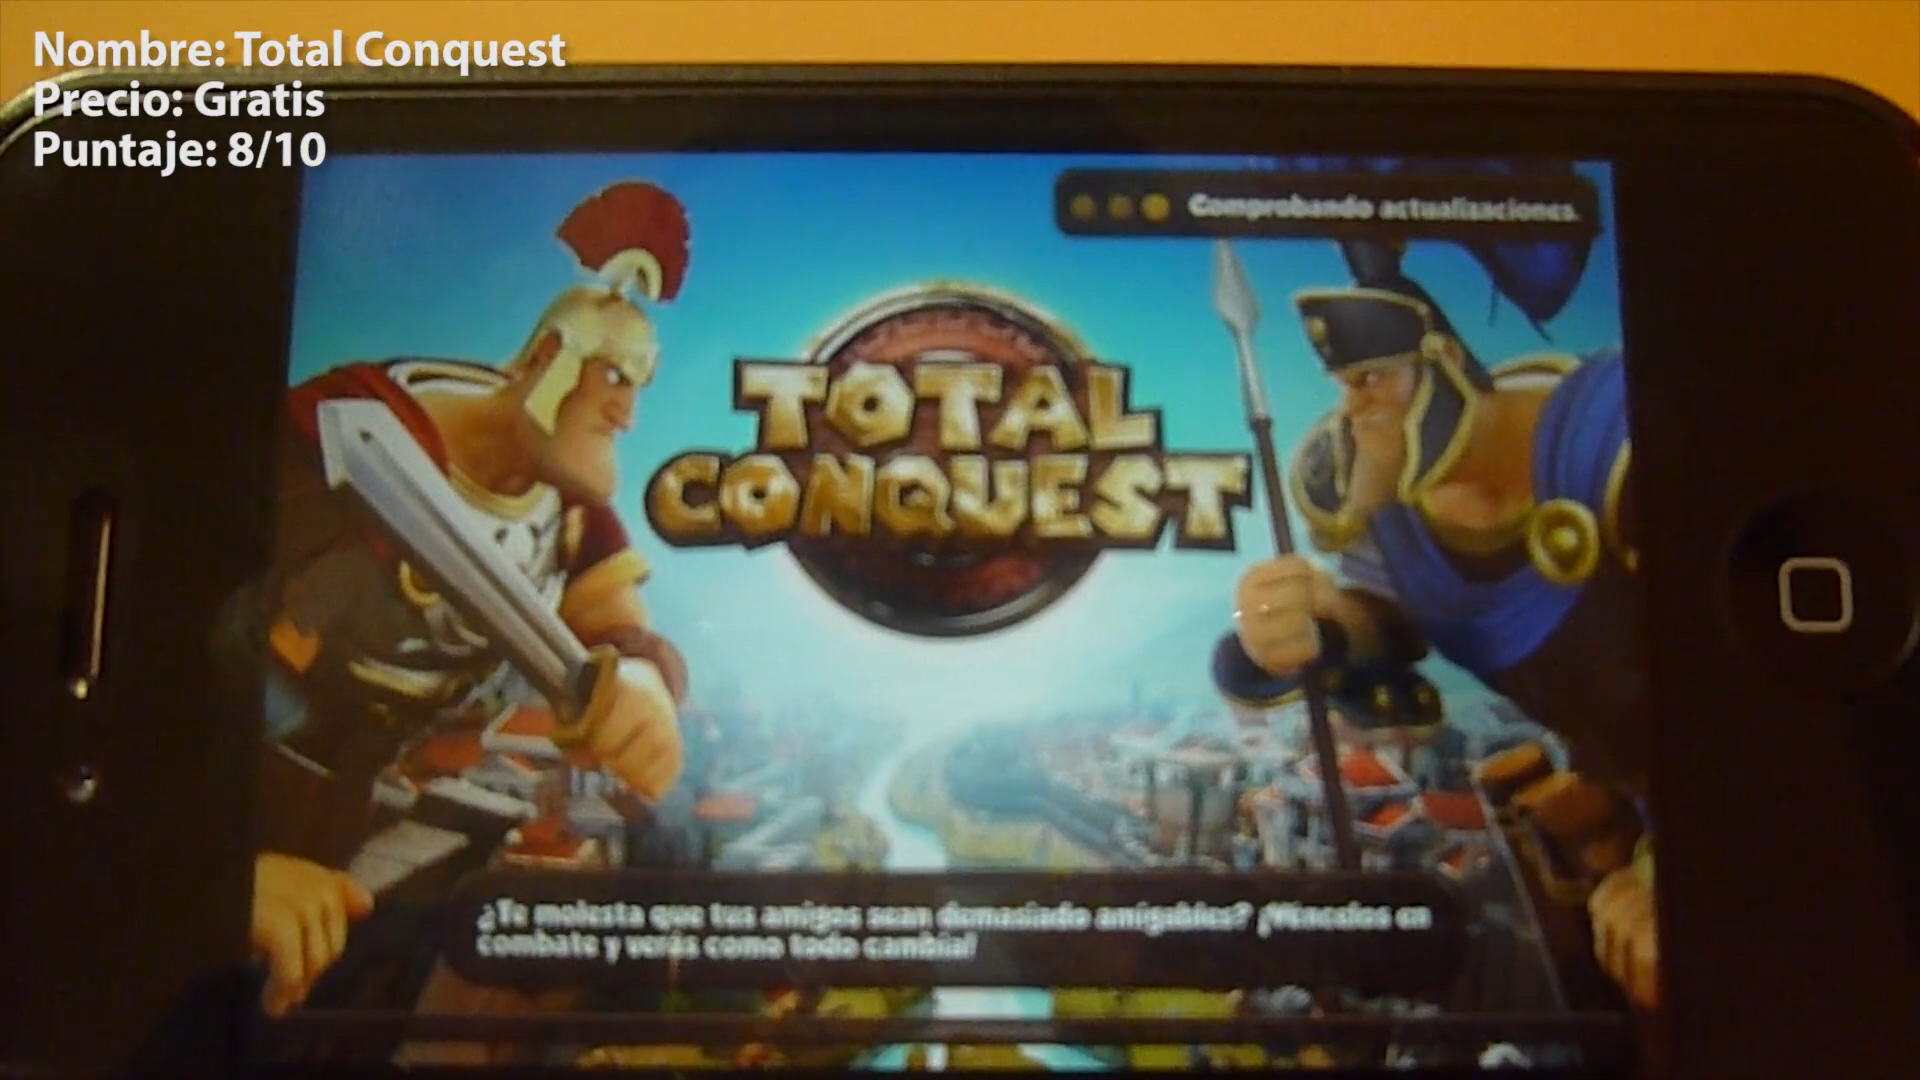 Nombre: Total Conquest
Precio: Gratis
Puntaje: 8/10
Comprobando actualizaciones.
TOTAL
CONQUEST
¿Te molesta que tus amigos sean demasiado amigables? ¡Véncelos en
combate y verás como todo cambia!